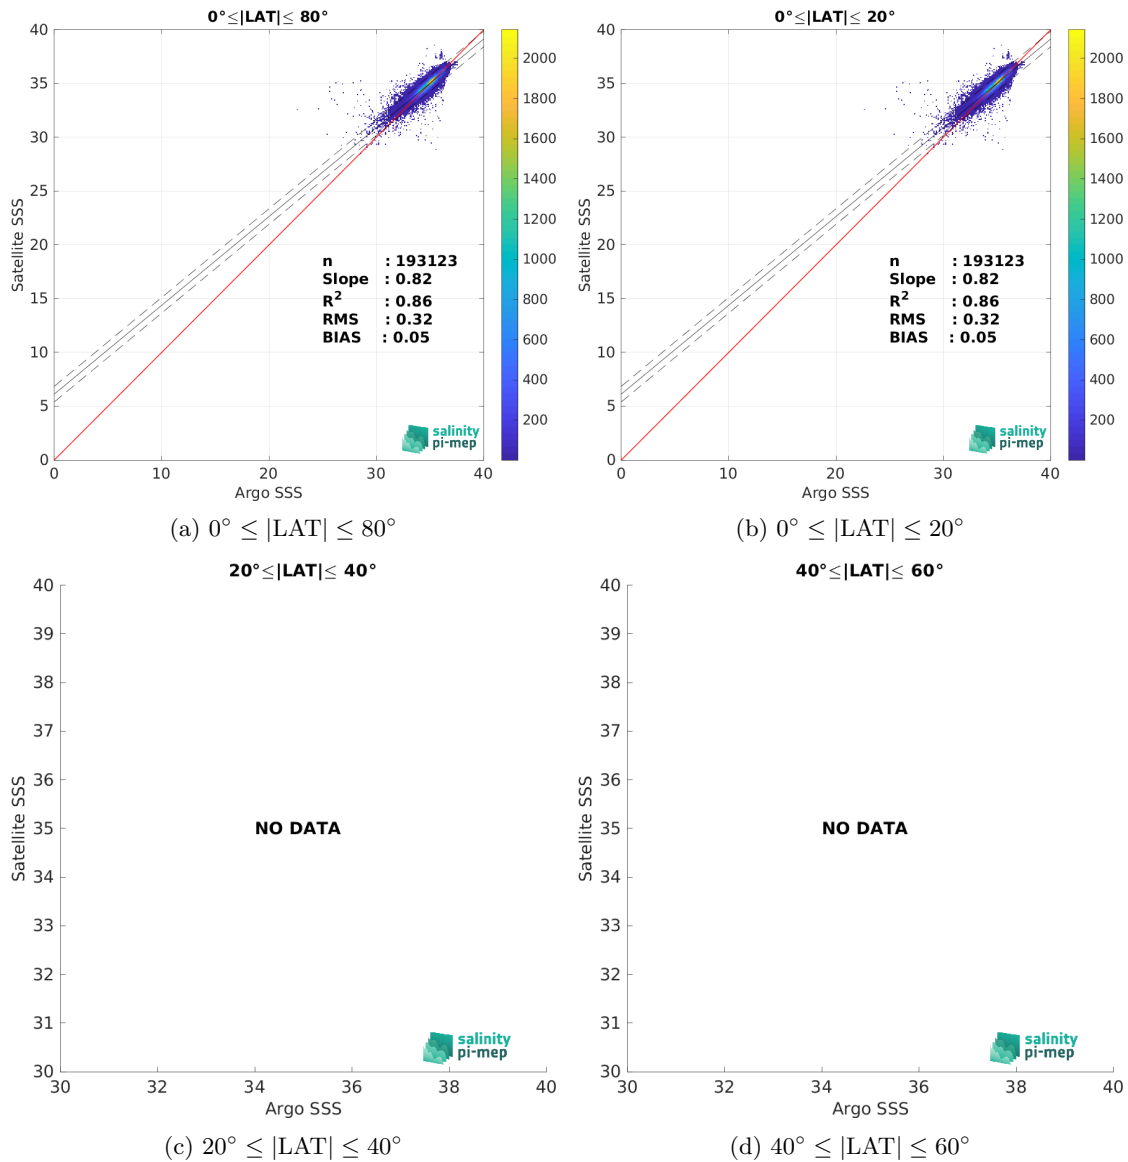 0°≤|LAT|≤ 80°
40
35
30
25
20
15
10
5
0
Satellite SSS
n : 193123
Slope : 0.82
R²  : 0.86
RMS : 0.32
BIAS : 0.05
salinity
pi-mep
0 10 20 30 40
Argo SSS
2000
1800
1600
1400
1200
1000
800
600
400
200
(a) 0° ≤ |LAT| ≤ 80°
0°≤|LAT|≤ 20°
40
35
30
25
20
15
10
5
0
Satellite SSS
n : 193123
Slope : 0.82
R² : 0.86
RMS : 0.32
BIAS : 0.05
salinity
pi-mep
0 10 20 30 40
Argo SSS
2000
1800
1600
1400
1200
1000
800
600
400
200
(b) 0° ≤ |LAT| ≤ 20°
20°≤|LAT|≤ 40°
40
39
38
37
36
35
34
33
32
31
30
Satellite SSS
NO DATA
salinity
pi-mep
30 32 34 36 38 40
Argo SSS
(c) 20° ≤ |LAT| ≤ 40°
40°≤|LAT|≤ 60°
40
39
38
37
36
35
34
33
32
31
30
Satellite SSS
NO DATA
salinity
pi-mep
30 32 34 36 38 40
Argo SSS
(d) 40° ≤ |LAT| ≤ 60°